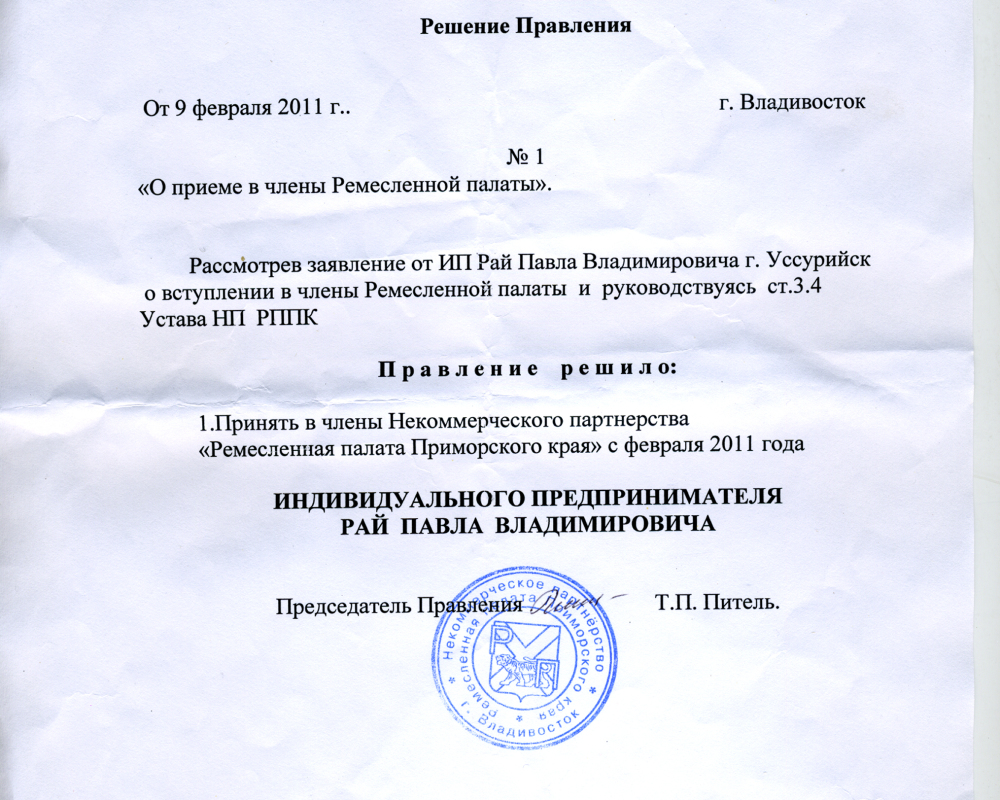 Решение Правления
От 9 февраля 2011 г..
г. Владивосток
№ 1
«О приеме в члены Ремесленной палаты».
Рассмотрев заявление от ИП Рай Павла Владимировича г. Уссурийск
о вступлении в члены Ремесленной палаты и руководствуясь ст.3.4
Устава НП РППК
Правление решило:
1.Принять в члены Некоммерческого партнерства
«Ремесленная палата Приморского края» с февраля 2011 года
ИНДИВИДУАЛЬНОГО ПРЕДПРИНИМАТЕЛЯ
РАЙ ПАВЛА ВЛАДИМИРОВИЧА
Председатель Правления
Т.П. Питель.
* Некоммерческое партнёрство *
г. Владивосток
Ремесленная палата Приморского края *